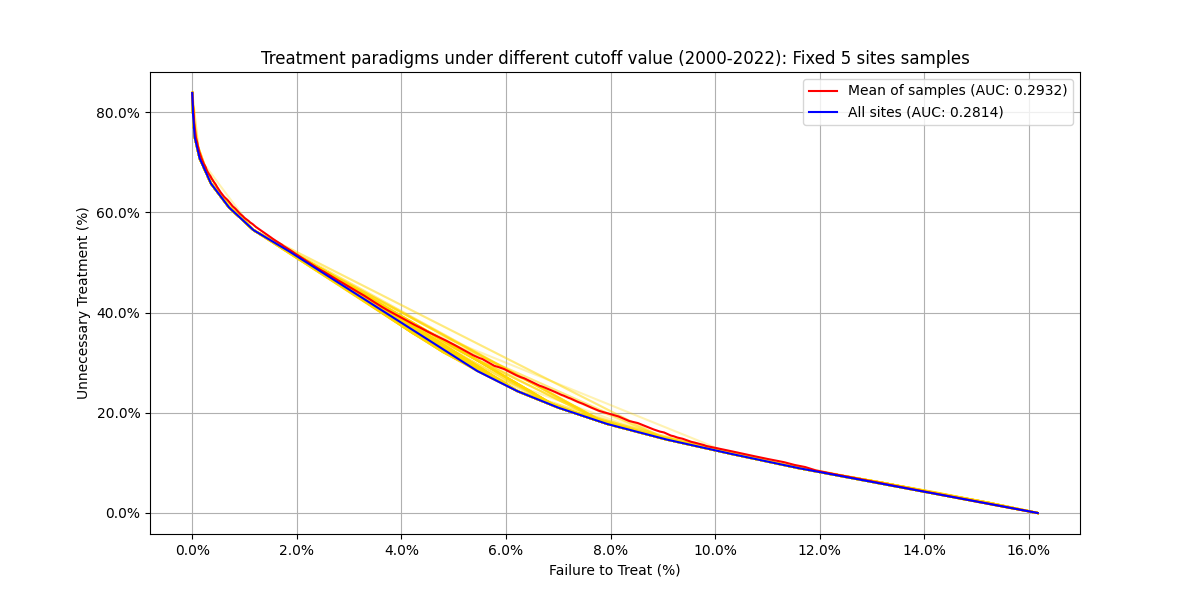 Treatment paradigms under different cutoff value (2000-2022): Fixed 5 sites samples
Mean of samples (AUC: 0.2932)
All sites (AUC: 0.2814)
Unnecessary Treatment (%)
80.0%
60.0%
40.0%
20.0%
0.0%
0.0% 2.0% 4.0% 6.0% 8.0% 10.0% 12.0% 14.0% 16.0%
Failure to Treat (%)